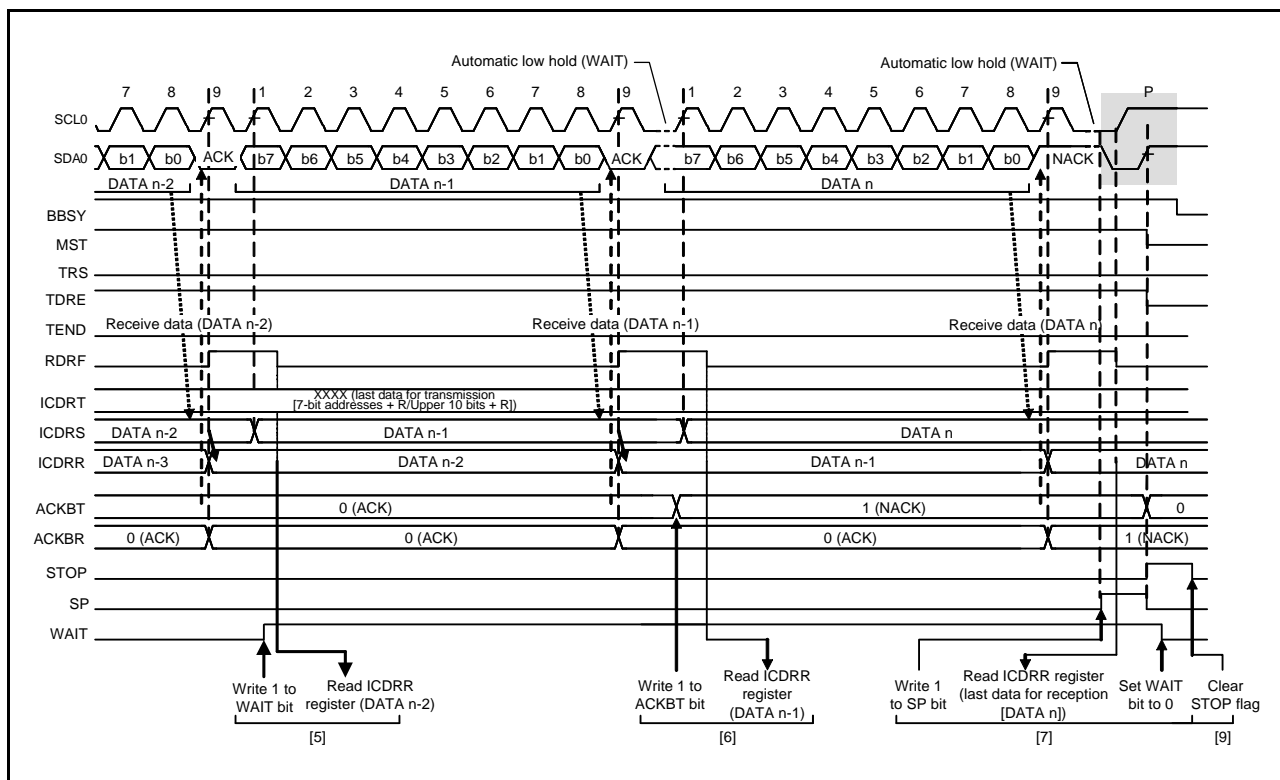 Automatic low hold (WAIT)
Automatic low hold (WAIT)
7 8 9 1 2 3 4 5 6 7 8 9 1 2 3 4 5 6 7 8 9 P
SCL0
SDA0 b1 b0 ACK b7 b6 b5 b4 b3 b2 b1 b0 ACK b7 b6 b5 b4 b3 b2 b1 b0 NACK
DATA n-2 DATA n-1 DATA n
BBSY
MST
TRS
TDRE
Receive data (DATA n-2) Receive data (DATA n-1) Receive data (DATA n)
TEND
RDRF
XXXX (last data for transmission
ICDRT [7-bit addresses + R/Upper 10 bits + R])
ICDRS DATA n-2 DATA n-1 DATA n
ICDRR DATA n-3 DATA n-2 DATA n-1 DATA n
ACKBT 0 (ACK) 1 (NACK) 0
ACKBR 0 (ACK) 0 (ACK) 0 (ACK) 1 (NACK)
STOP
SP
WAIT
Write 1 to
WAIT bit
Read ICDRR
register (DATA n-2)
[5]
Write 1 to
ACKBT bit
Read ICDRR
register
(DATA n-1)
[6]
Write 1
to SP bit
Read ICDRR register
(last data for reception
[DATA n])
Set WAIT
bit to 0
[7]
Clear
STOP flag
[9]